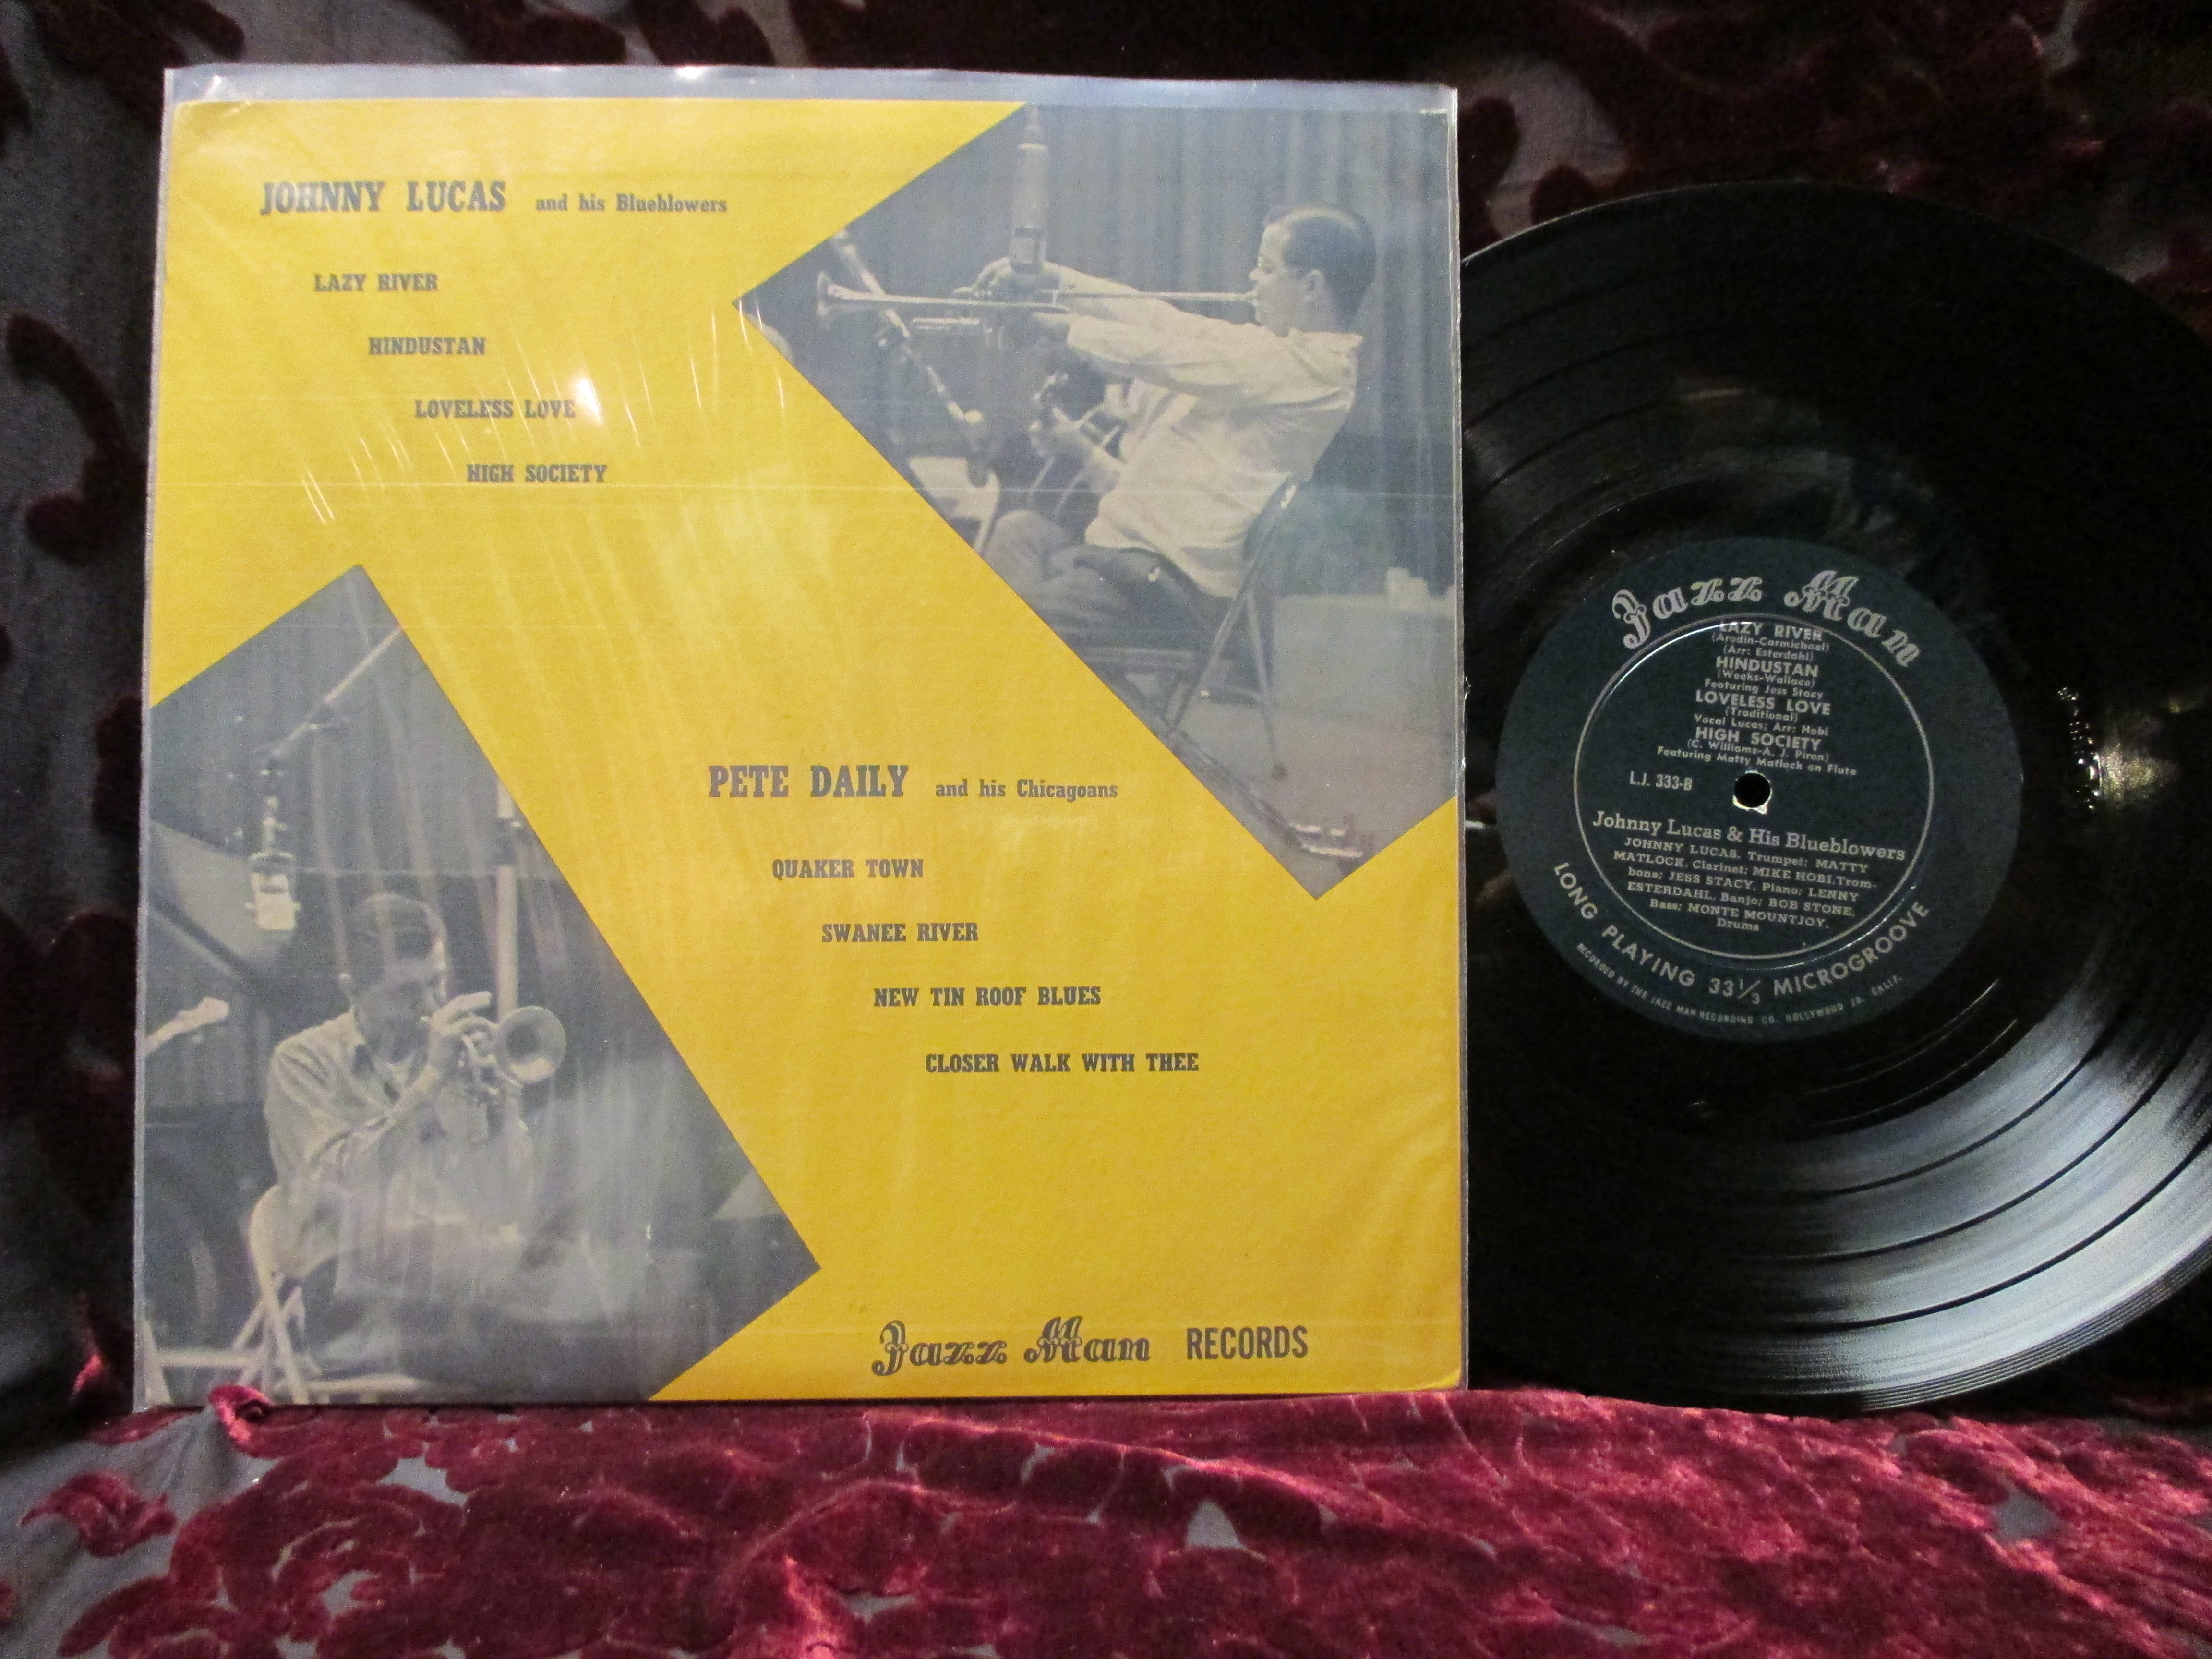 JOHNNY LUCAS and his Blueblowers
LAZY RIVER
HINDUSTAN
LOVELESS LOVE
HIGH SOCIETY
PETE DAILY and his Chicagoans
QUAKER TOWN
SWANEE RIVER
NEW TIN ROOF BLUES
CLOSER WALK WITH THEE
Jazz Man RECORDS
Jazz Man
LAZY RIVER
(Arodin-Carmichael)
(Arr: Esterdahl)
HINDUSTAN
(Weeks-Wallace)
Featuring Jess Stacy
LOVELESS LOVE
(Traditional)
Vocal Lucas; Arr: Hobi
HIGH SOCIETY
(C. Williams-A. J. Piron)
Featuring Matty Matlock on Flute
L.J. 333-B
Johnny Lucas & His Blueblowers
JOHNNY LUCAS, Trumpet; MATTY
MATLOCK, Clarinet; MIKE HOBI, Trom-
bone; JESS STACY, Piano; LENNY
ESTERDAHL, Banjo; BOB STONE,
Bass; MONTE MOUNTJOY,
Drums
LONG PLAYING 33⅓ MICROGROOVE
RECORDED BY THE JAZZ MAN RECORDING CO., HOLLYWOOD 28, CALIF.